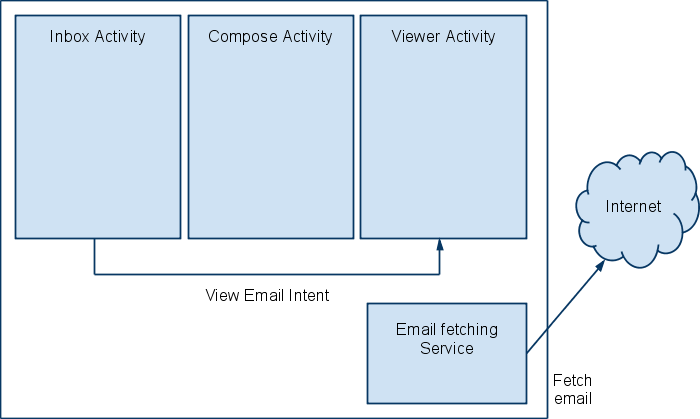 Inbox Activity
Compose Activity
Viewer Activity
Internet
View Email Intent
Email fetching
Service
Fetch
email